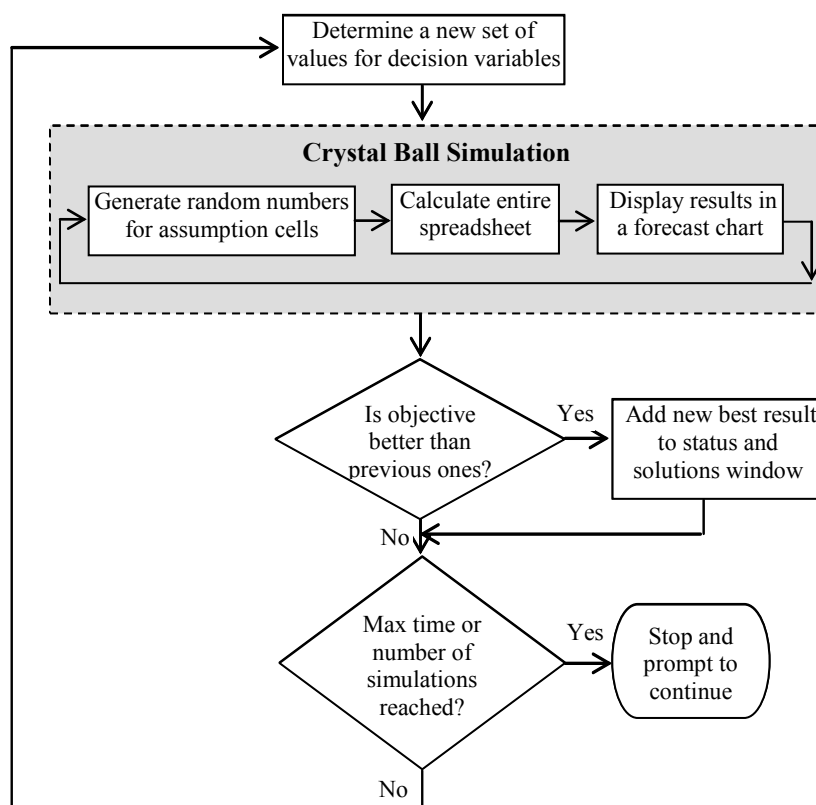 Determine a new set of
values for decision variables
Crystal Ball Simulation
Generate random numbers
for assumption cells
Calculate entire
spreadsheet
Display results in
a forecast chart
Is objective
better than
previous ones?
Yes
Add new best result
to status and
solutions window
No
Max time or
number of
simulations
reached?
Yes
Stop and
prompt to
continue
No